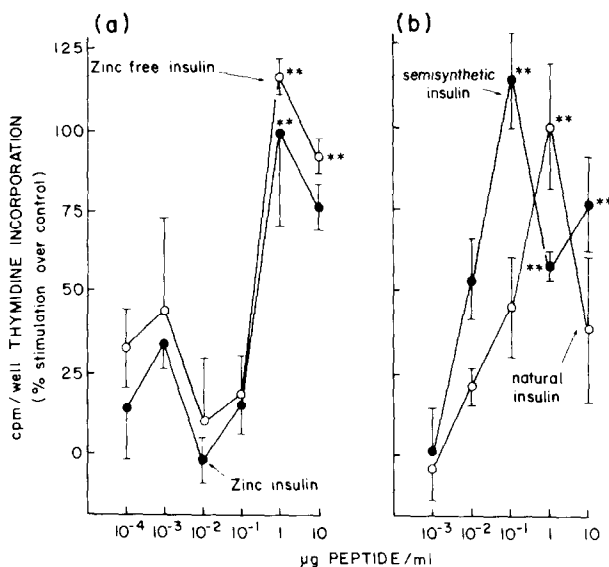 (a)
(b)
Zinc free insulin
**
**
**
Zinc insulin
semisynthetic
insulin
**
**
**
**
natural
insulin
cpm/well THYMIDINE INCORPORATION
(% stimulation over control)
125
100
75
50
25
0
10-4 10-3 10-2 10-1 1 10
10-3 10-2 10-1 1 10
µg PEPTIDE/ml